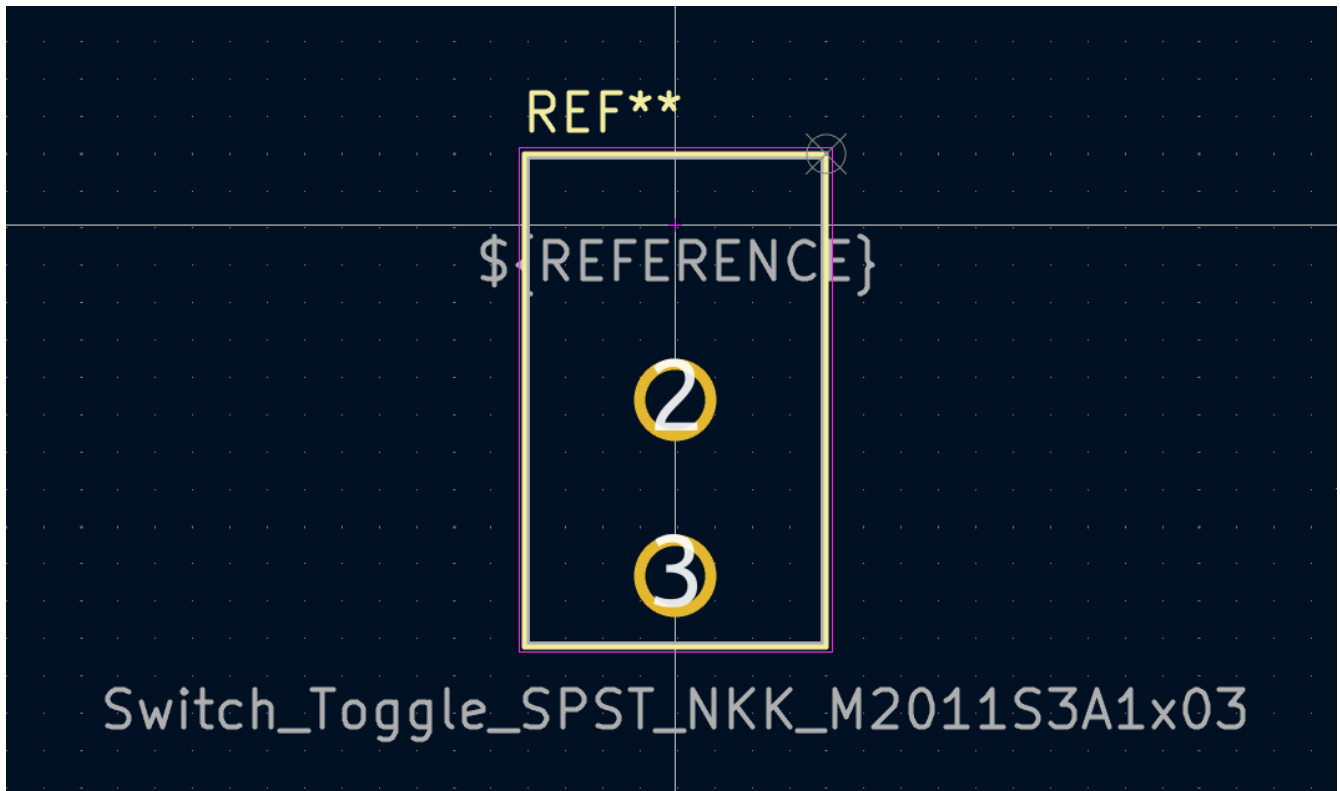 REF**
${REFERENCE}
2
3
Switch_Toggle_SPST_NKK_M2011S3A1x03